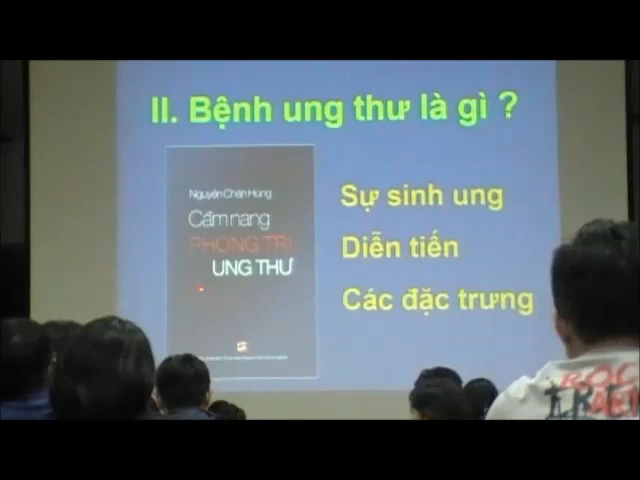 II. Bệnh ung thư là gì ?
Nguyễn Chấn Hùng
Cẩm nang
PHÒNG TRỊ
UNG THƯ
Sự sinh ung
Diễn tiến
Các đặc trưng